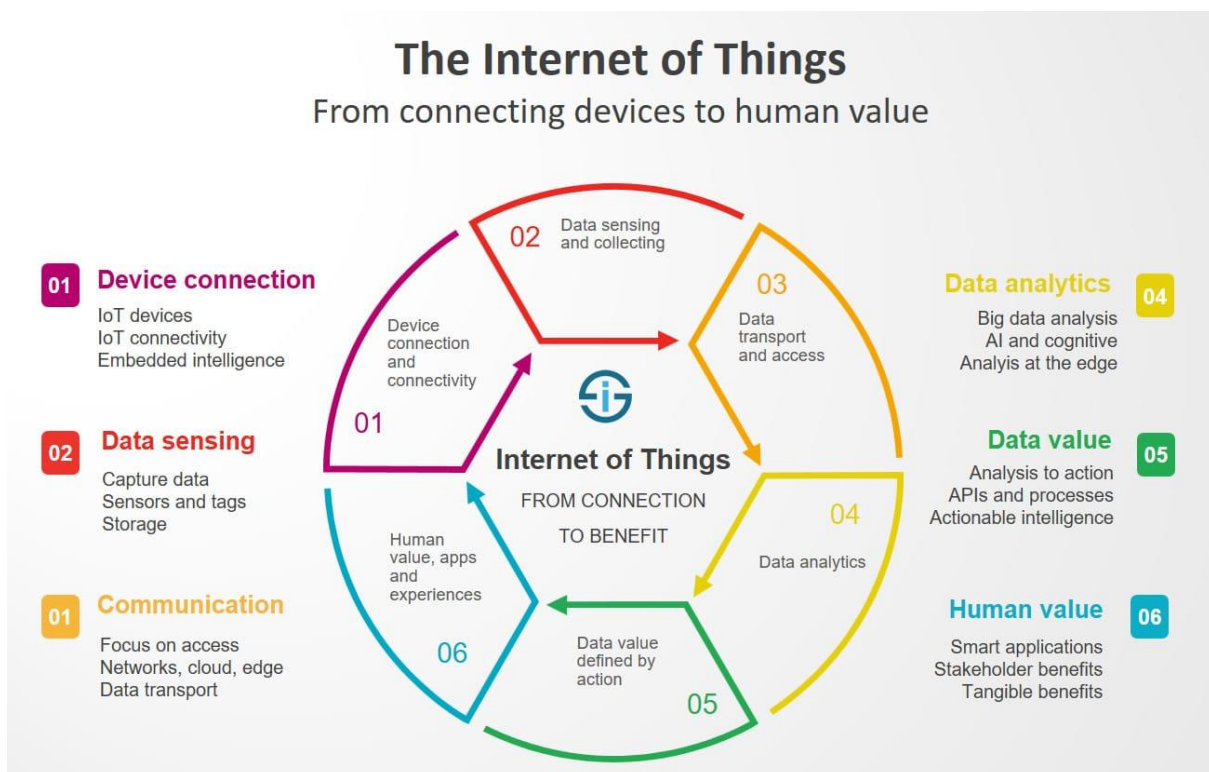 The Internet of Things
From connecting devices to human value
01 Device connection
IoT devices
IoT connectivity
Embedded intelligence
02 Data sensing
Capture data
Sensors and tags
Storage
01 Communication
Focus on access
Networks, cloud, edge
Data transport
01
Device
connection
and
connectivity
02
Data sensing
and collecting
03
Data
transport
and access
04
Data analytics
05
Data value
defined by
action
06
Human
value, apps
and
experiences
Si
Internet of Things
FROM CONNECTION
TO BENEFIT
Data analytics 04
Big data analysis
AI and cognitive
Analyis at the edge
Data value 05
Analysis to action
APIs and processes
Actionable intelligence
Human value 06
Smart applications
Stakeholder benefits
Tangible benefits